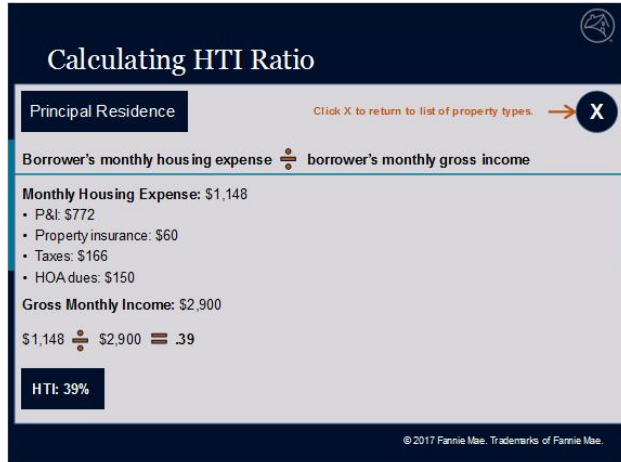 Calculating HTI Ratio
Principal Residence
Click X to return to list of property types.
X
Borrower's monthly housing expense ÷ borrower's monthly gross income
Monthly Housing Expense: $1,148
• P&I: $772
• Property insurance: $60
• Taxes: $166
• HOA dues: $150
Gross Monthly Income: $2,900
$1,148 ÷ $2,900 = .39
HTI: 39%
© 2017 Fannie Mae. Trademarks of Fannie Mae.